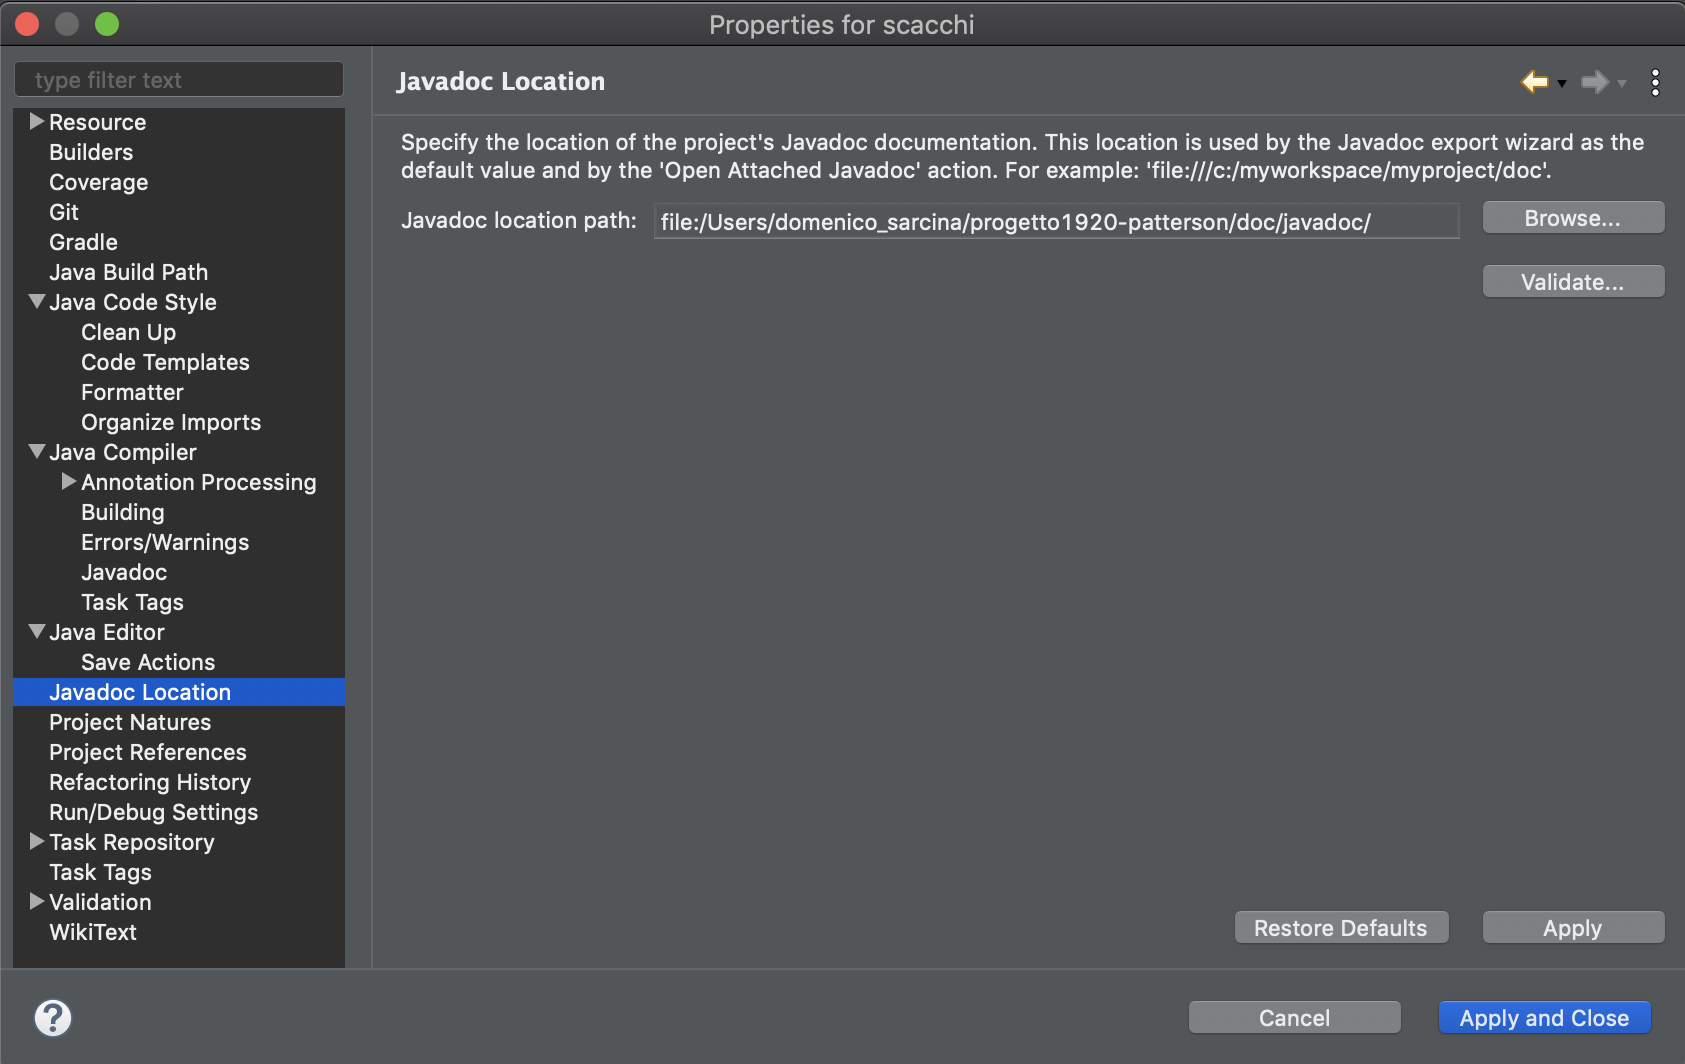 Properties for scacchi
type filter text
Resource
Builders
Coverage
Git
Gradle
Java Build Path
Java Code Style
Clean Up
Code Templates
Formatter
Organize Imports
Java Compiler
Annotation Processing
Building
Errors/Warnings
Javadoc
Task Tags
Java Editor
Save Actions
Javadoc Location
Project Natures
Project References
Refactoring History
Run/Debug Settings
Task Repository
Task Tags
Validation
WikiText
Javadoc Location
Specify the location of the project's Javadoc documentation. This location is used by the Javadoc export wizard as the
default value and by the 'Open Attached Javadoc' action. For example: 'file:///c:/myworkspace/myproject/doc'.
Javadoc location path: file:/Users/domenico_sarcina/progetto1920-patterson/doc/javadoc/ Browse...
Validate...
Restore Defaults Apply
? Cancel Apply and Close